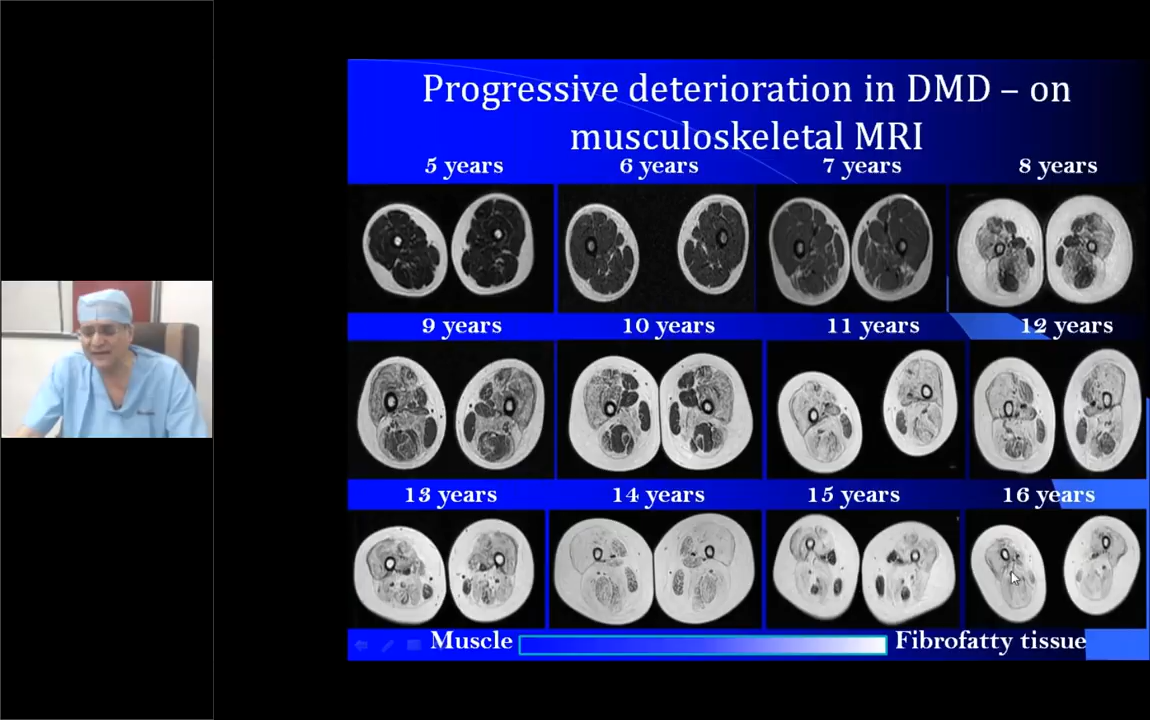 Progressive deterioration in DMD – on
musculoskeletal MRI
5 years
6 years
7 years
8 years
9 years
10 years
11 years
12 years
13 years
14 years
15 years
16 years
Muscle
Fibrofatty tissue